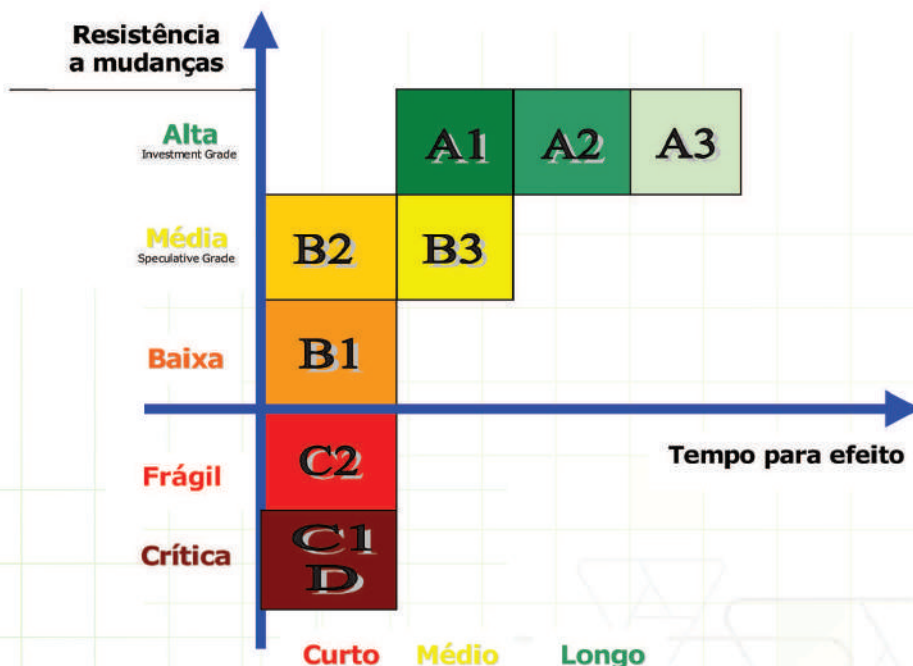 Resistência
a mudanças
Alta
Investment Grade
A1 A2 A3
Média
Speculative Grade
B2 B3
Baixa
B1
Tempo para efeito
Frágil
C2
Crítica
C1
D
Curto Médio Longo